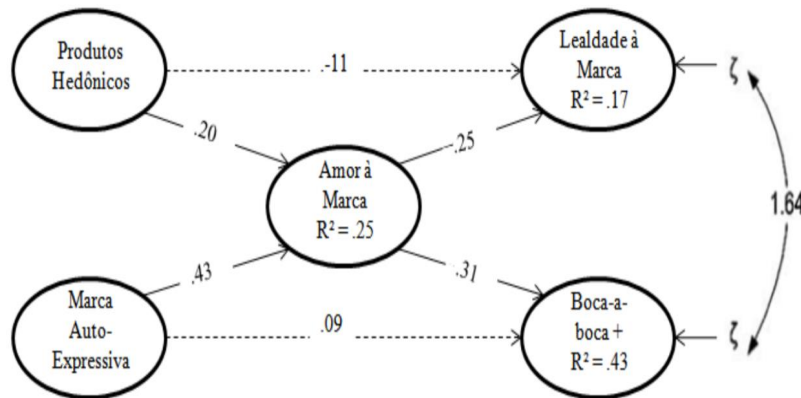 Produtos
Hedônicos
.-11
Lealdade à
Marca
R² = .17
ζ
.20
.25
Amor à
Marca
R² = .25
1.64
.43
.31
Marca
Auto-
Expressiva
.09
Boca-a-
boca +
R² = .43
ζ